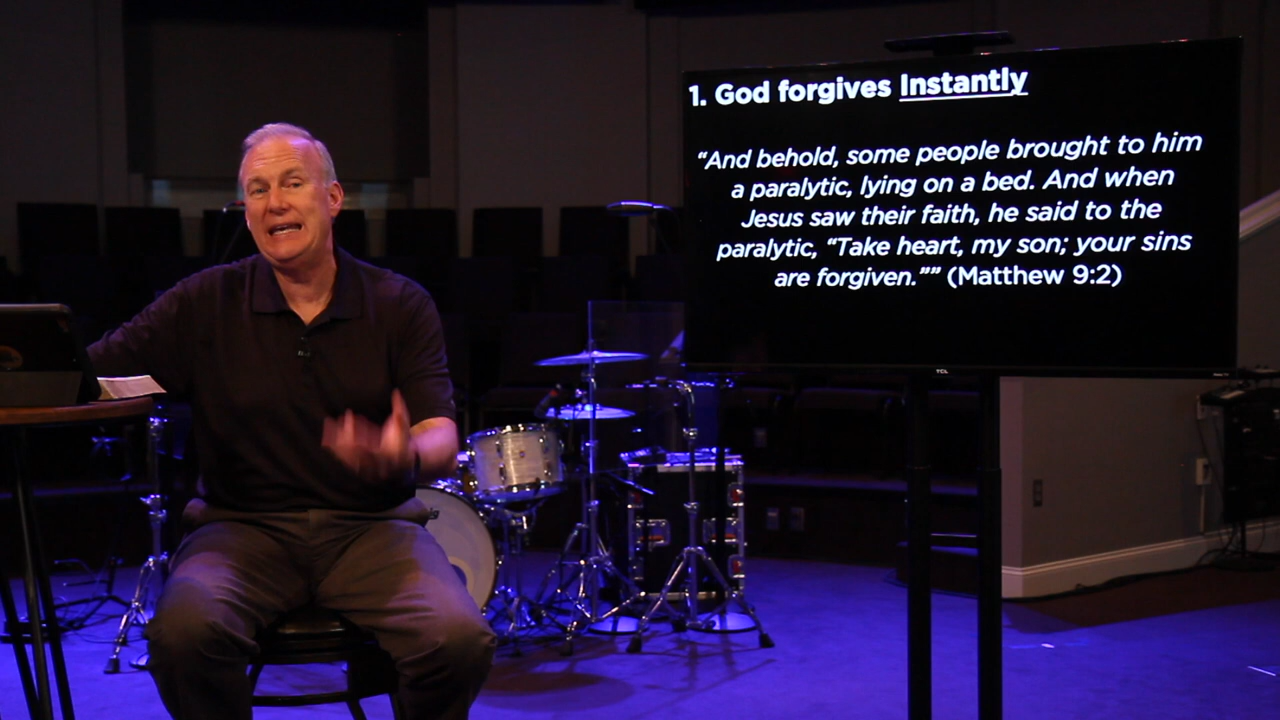 1. God forgives Instantly
“And behold, some people brought to him
a paralytic, lying on a bed. And when
Jesus saw their faith, he said to the
paralytic, “Take heart, my son; your sins
are forgiven.”” (Matthew 9:2)
TCL